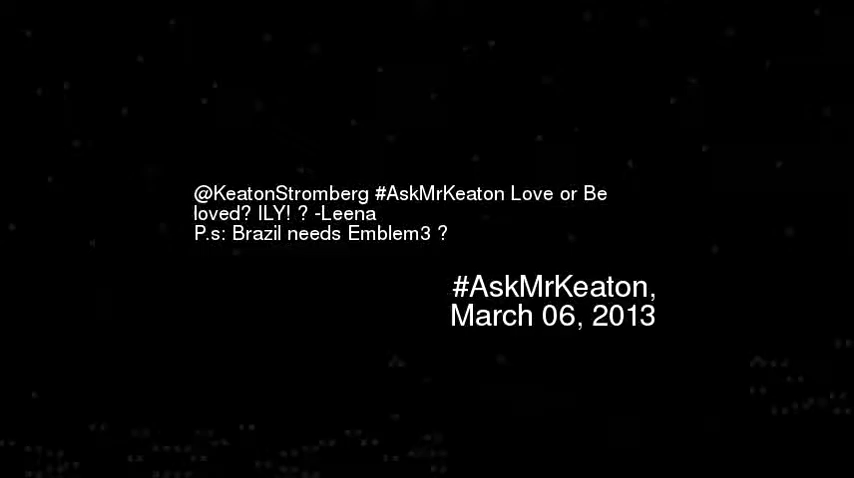 @KeatonStromberg #AskMrKeaton Love or Be
loved? ILY! ? -Leena
P.s: Brazil needs Emblem3 ?
#AskMrKeaton,
March 06, 2013